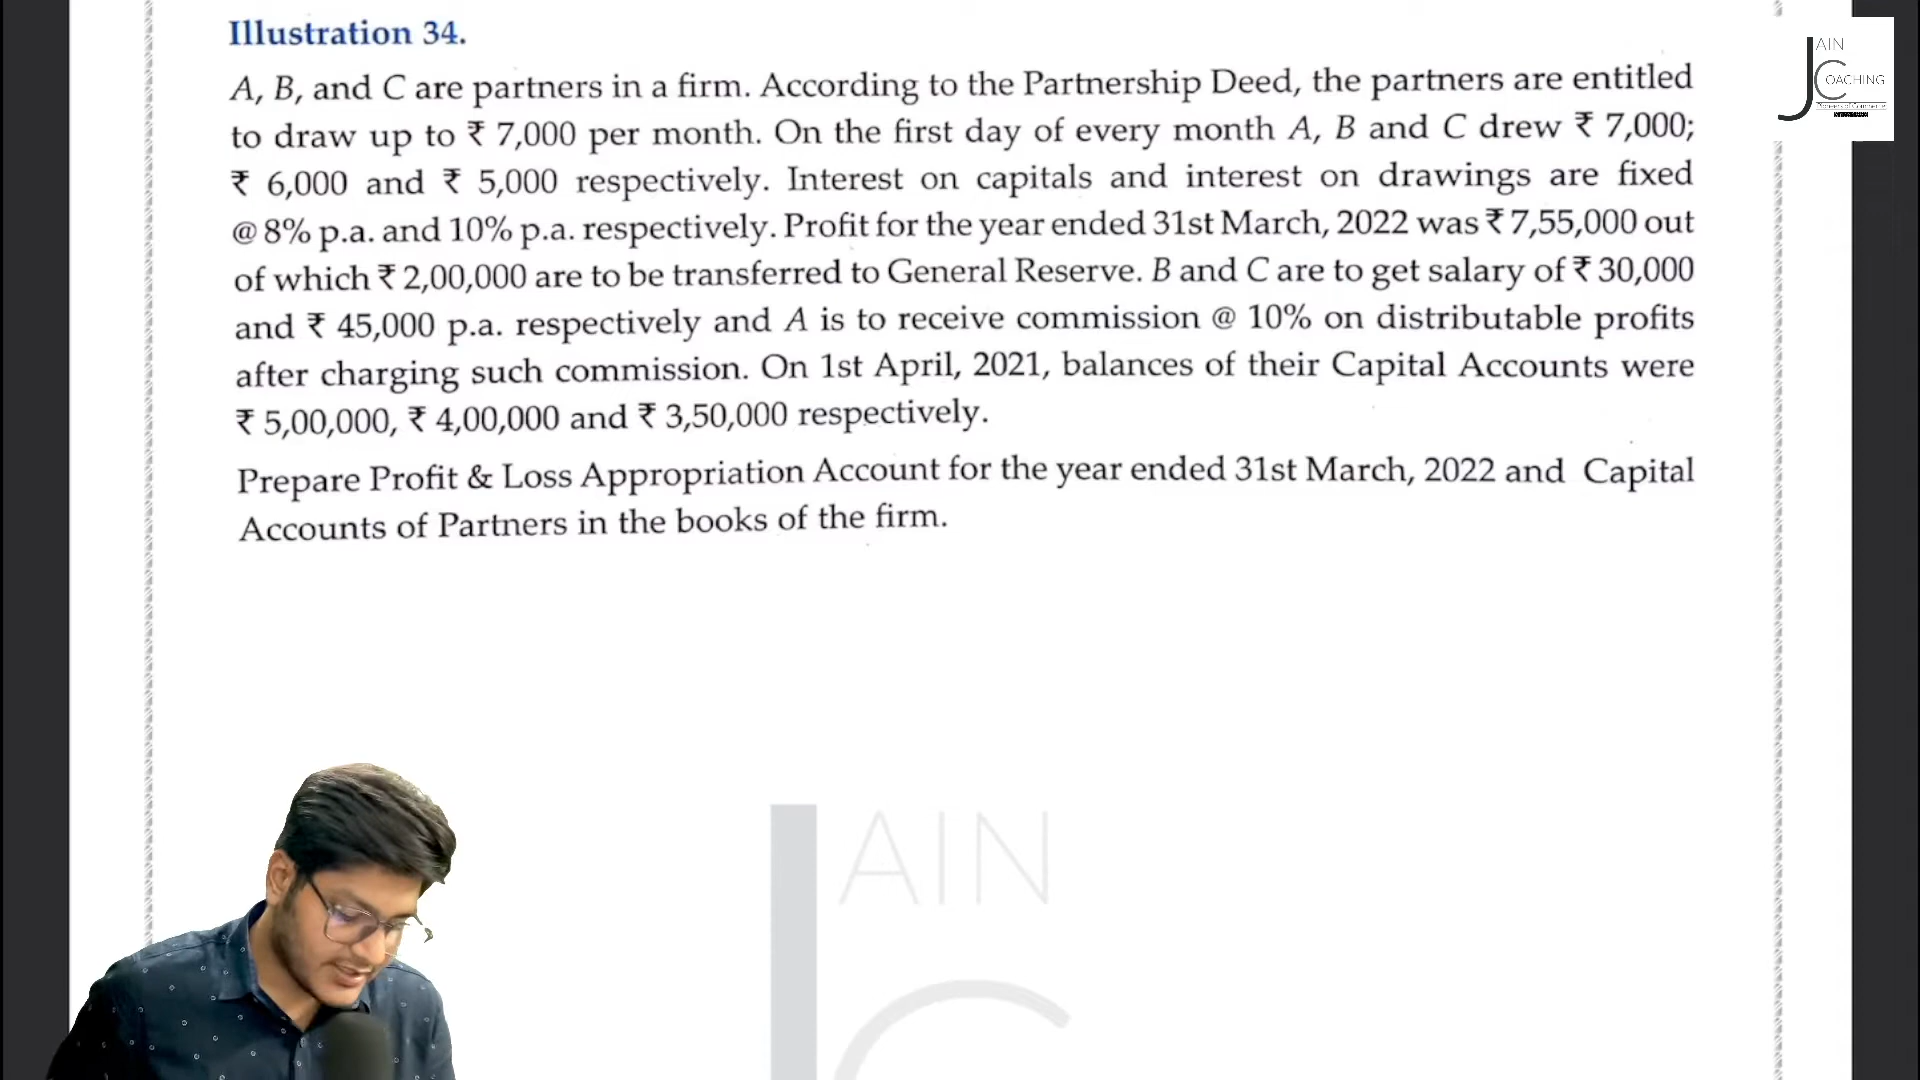 Illustration 34.
A, B, and C are partners in a firm. According to the Partnership Deed, the partners are entitled
to draw up to ₹ 7,000 per month. On the first day of every month A, B and C drew ₹ 7,000;
₹ 6,000 and ₹ 5,000 respectively. Interest on capitals and interest on drawings are fixed
@ 8% p.a. and 10% p.a. respectively. Profit for the year ended 31st March, 2022 was ₹ 7,55,000 out
of which ₹ 2,00,000 are to be transferred to General Reserve. B and C are to get salary of ₹ 30,000
and ₹ 45,000 p.a. respectively and A is to receive commission @ 10% on distributable profits
after charging such commission. On 1st April, 2021, balances of their Capital Accounts were
₹ 5,00,000, ₹ 4,00,000 and ₹ 3,50,000 respectively.
Prepare Profit & Loss Appropriation Account for the year ended 31st March, 2022 and Capital
Accounts of Partners in the books of the firm.
JAIN
COACHING
JAIN
C